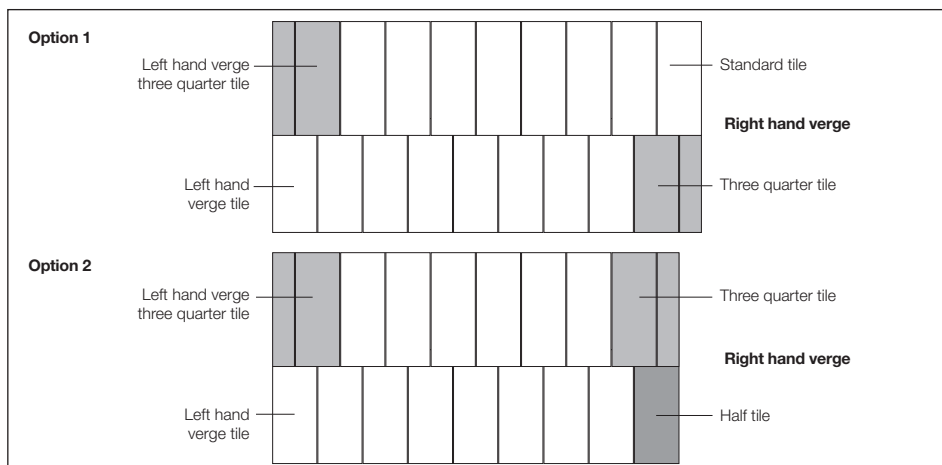 Option 1
Left hand verge
three quarter tile
Standard tile
Right hand verge
Left hand
verge tile
Three quarter tile
Option 2
Left hand verge
three quarter tile
Three quarter tile
Right hand verge
Left hand
verge tile
Half tile